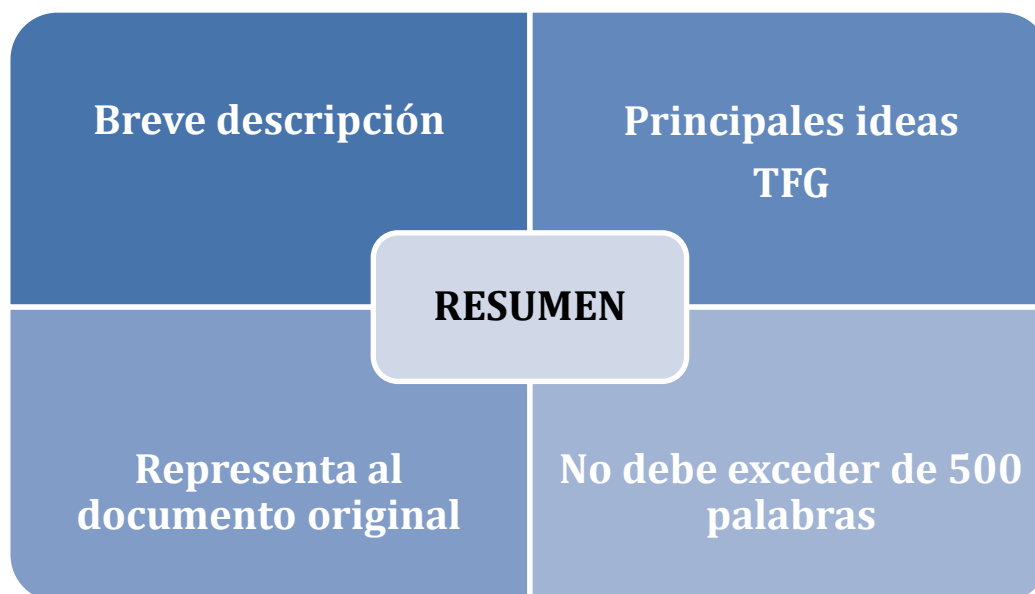 Breve descripción
Principales ideas
TFG
RESUMEN
Representa al
documento original
No debe exceder de 500
palabras